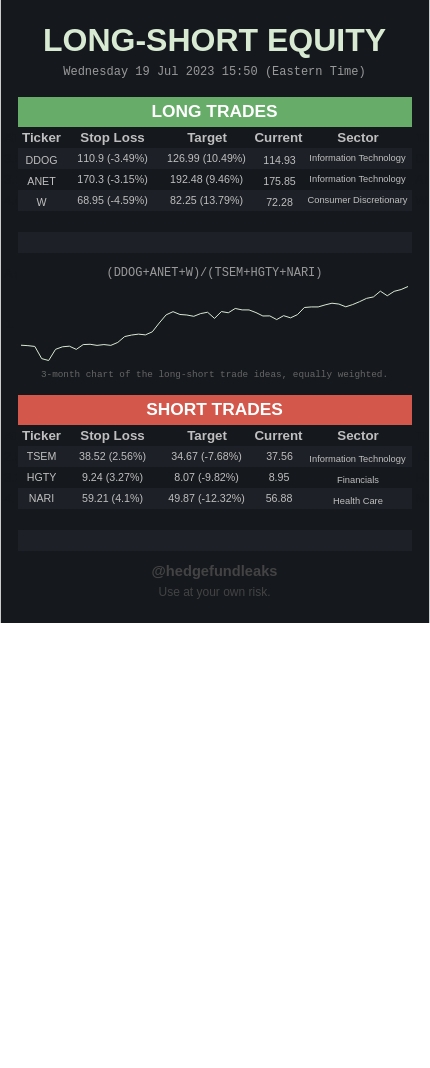 LONG-SHORT EQUITY
Wednesday 19 Jul 2023 15:50 (Eastern Time)
LONG TRADES
Ticker Stop Loss Target Current Sector
DDOG 110.9 (-3.49%) 126.99 (10.49%) 114.93 Information Technology
ANET 170.3 (-3.15%) 192.48 (9.46%) 175.85 Information Technology
W 68.95 (-4.59%) 82.25 (13.79%) 72.28 Consumer Discretionary
(DDOG+ANET+W)/(TSEM+HGTY+NARI)
3-month chart of the long-short trade ideas, equally weighted.
SHORT TRADES
Ticker Stop Loss Target Current Sector
TSEM 38.52 (2.56%) 34.67 (-7.68%) 37.56 Information Technology
HGTY 9.24 (3.27%) 8.07 (-9.82%) 8.95 Financials
NARI 59.21 (4.1%) 49.87 (-12.32%) 56.88 Health Care
@hedgefundleaks
Use at your own risk.